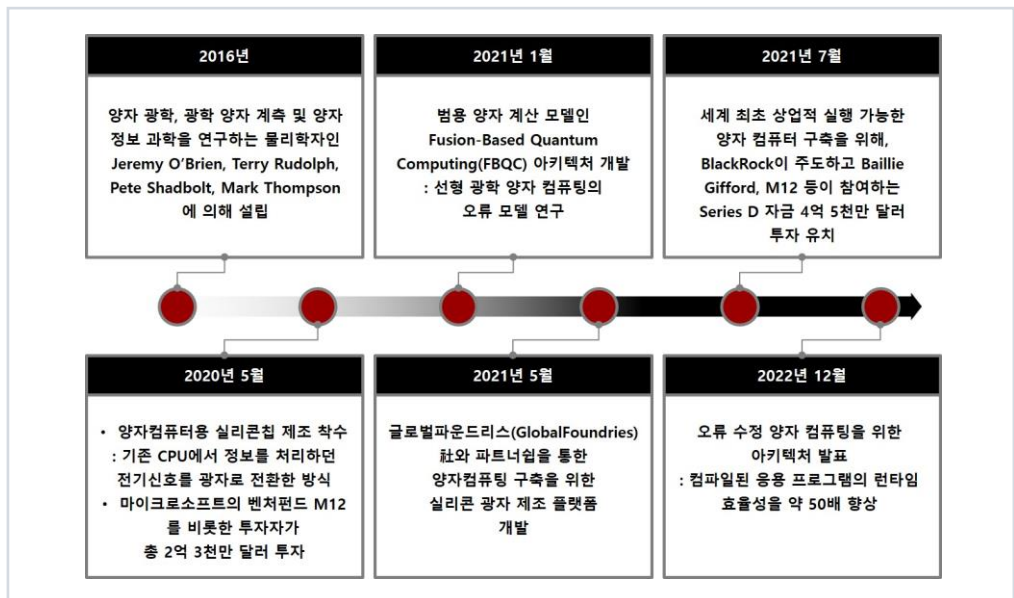 2016년
양자 광학, 광학 양자 계측 및 양자
정보 과학을 연구하는 물리학자인
Jeremy O’Brien, Terry Rudolph,
Pete Shadbolt, Mark Thompson
에 의해 설립
2021년 1월
범용 양자 계산 모델인
Fusion-Based Quantum
Computing(FBQC) 아키텍처 개발
: 선형 광학 양자 컴퓨팅의
오류 모델 연구
2021년 7월
세계 최초 상업적 실행 가능한
양자 컴퓨터 구축을 위해,
BlackRock이 주도하고 Baillie
Gifford, M12 등이 참여하는
Series D 자금 4억 5천만 달러
투자 유치
2020년 5월
• 양자컴퓨터용 실리콘칩 제조 착수
: 기존 CPU에서 정보를 처리하던
전기신호를 광자로 전환한 방식
• 마이크로소프트의 벤처펀드 M12
를 비롯한 투자자가
총 2억 3천만 달러 투자
2021년 5월
글로벌파운드리스(GlobalFoundries)
社와 파트너쉽을 통한
양자컴퓨팅 구축을 위한
실리콘 광자 제조 플랫폼
개발
2022년 12월
오류 수정 양자 컴퓨팅을 위한
아키텍처 발표
: 컴파일된 응용 프로그램의 런타임
효율성을 약 50배 향상